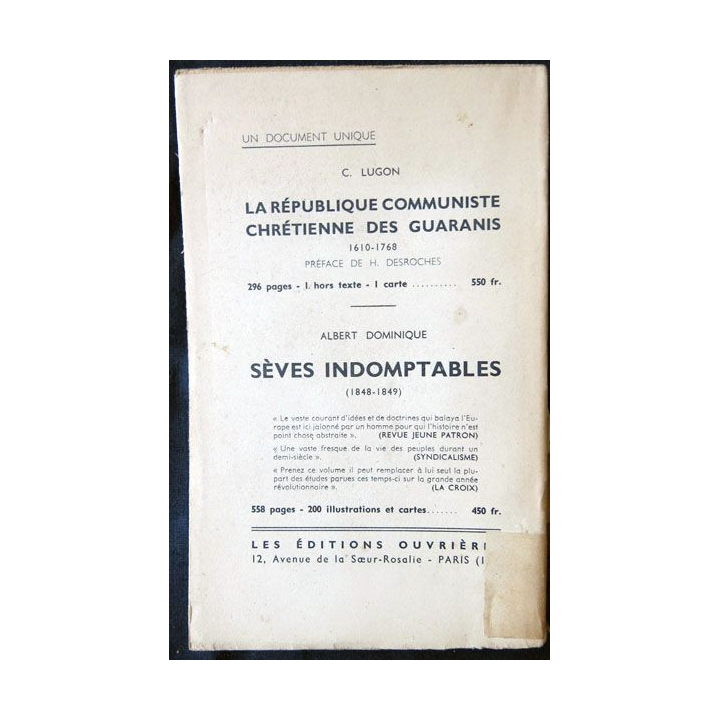 UN DOCUMENT UNIQUE
C. LUGON
LA RÉPUBLIQUE COMMUNISTE
CHRÉTIENNE DES GUARANIS
1610-1768
PRÉFACE DE H. DESROCHES
296 pages - 1. hors texte - 1 carte .......... 550 fr.
ALBERT DOMINIQUE
SÈVES INDOMPTABLES
(1848-1849)
« Le vaste courant d'idées et de doctrines qui balaya l'Eu-
rope est ici jalonné par un homme pour qui l'histoire n'est
point chose abstraite ». (REVUE JEUNE PATRON)
« Une vaste fresque de la vie des peuples durant un
demi-siècle ». (SYNDICALISME)
« Prenez ce volume il peut remplacer à lui seul la plu-
part des études parues ces temps-ci sur la grande année
révolutionnaire ». (LA CROIX)
558 pages - 200 illustrations et cartes....... 450 fr.
LES ÉDITIONS OUVRIÈR
12, Avenue de la Sœur-Rosalie - PARIS (1